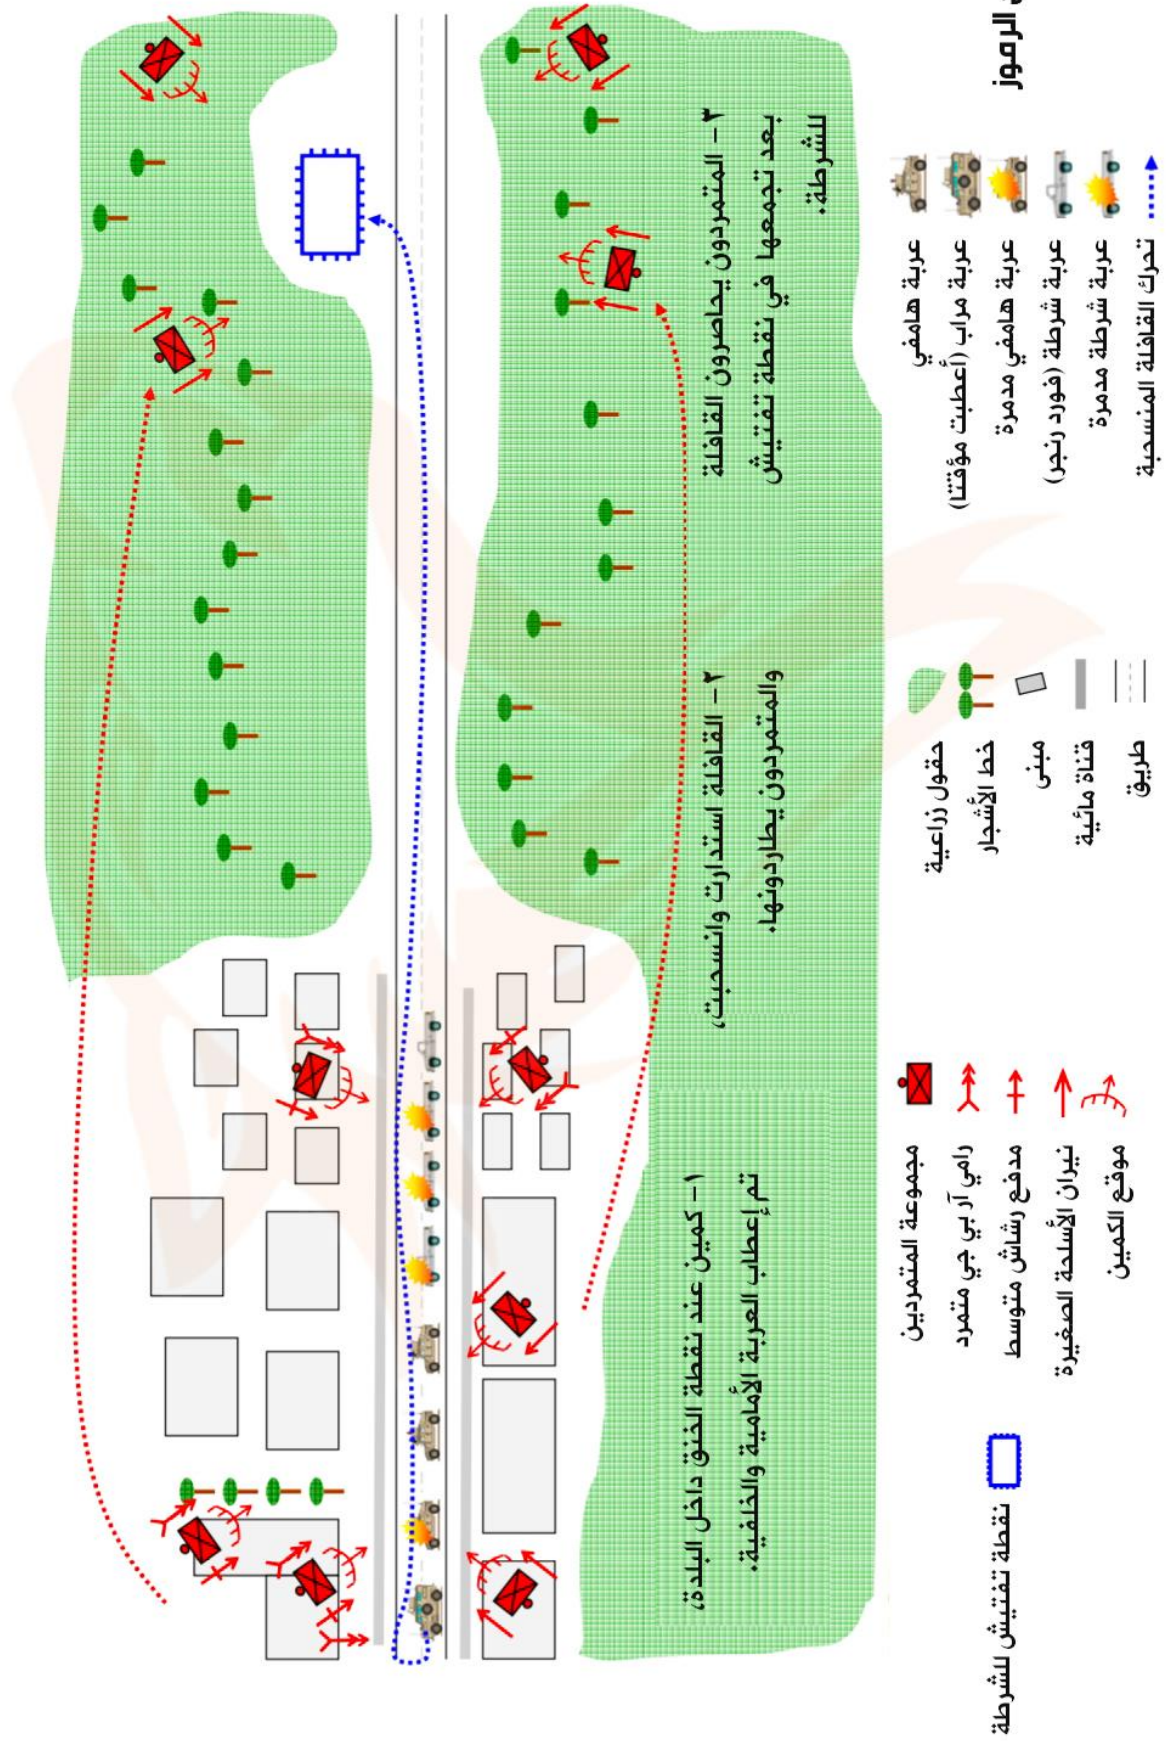 ١- كمين عند نقطة الخنق داخل البلدة،
تم إعطاب العربة الأمامية والخلفية.
٢ - القافلة استدارت وانسحبت،
والمتمردون يطاردونها.
٣ - المتمردون يحاصرون القافلة
بعد تجمعها في نقطة تفتيش
للشرطة.
الرموز
عربة هامفي
عربة مراب (أعطبت مؤقتا)
عربة هامفي مدمرة
عربة شرطة (فورد رنجر)
عربة شرطة مدمرة
تحرك القافلة المنسحبة
حقول زراعية
خط الأشجار
مبنى
قناة مائية
طريق
مجموعة المتمردين
رامي آر بي جي متمرد
مدفع رشاش متوسط
نيران الأسلحة الصغيرة
موقع الكمين
نقطة تفتيش للشرطة